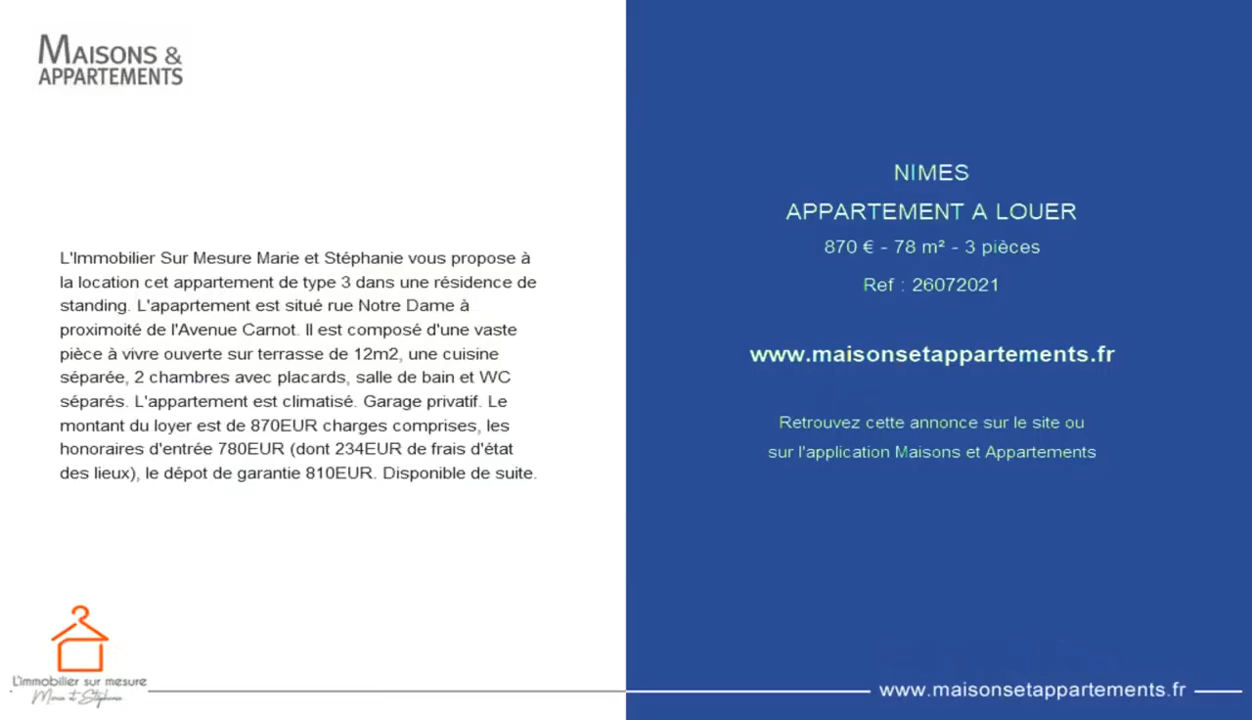 MAISONS &
APPARTEMENTS
L'Immobilier Sur Mesure Marie et Stéphanie vous propose à
la location cet appartement de type 3 dans une résidence de
standing. L'apaprtement est situé rue Notre Dame à
proximoité de l'Avenue Carnot. Il est composé d'une vaste
pièce à vivre ouverte sur terrasse de 12m2, une cuisine
séparée, 2 chambres avec placards, salle de bain et WC
séparés. L'appartement est climatisé. Garage privatif. Le
montant du loyer est de 870EUR charges comprises, les
honoraires d'entrée 780EUR (dont 234EUR de frais d'état
des lieux), le dépot de garantie 810EUR. Disponible de suite.
L'immobilier sur mesure
Marie et Stéphanie
NIMES
APPARTEMENT A LOUER
870 € - 78 m² - 3 pièces
Ref : 26072021
www.maisonsetappartements.fr
Retrouvez cette annonce sur le site ou
sur l'application Maisons et Appartements
www.maisonsetappartements.fr